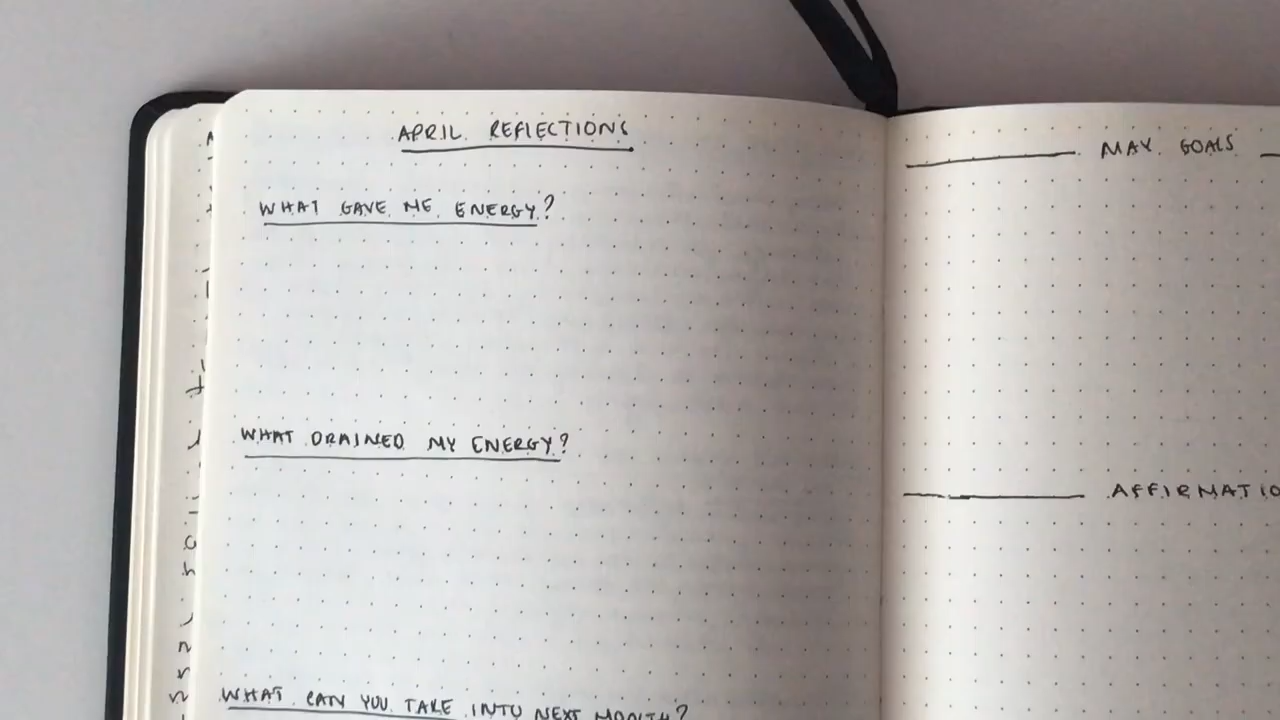 APRIL REFLECTIONS
WHAT GAVE ME ENERGY?
WHAT DRAINED MY ENERGY?
WHAT CAN YOU TAKE INTO NEXT MONTH?
MAY GOALS
AFFIRMATIO